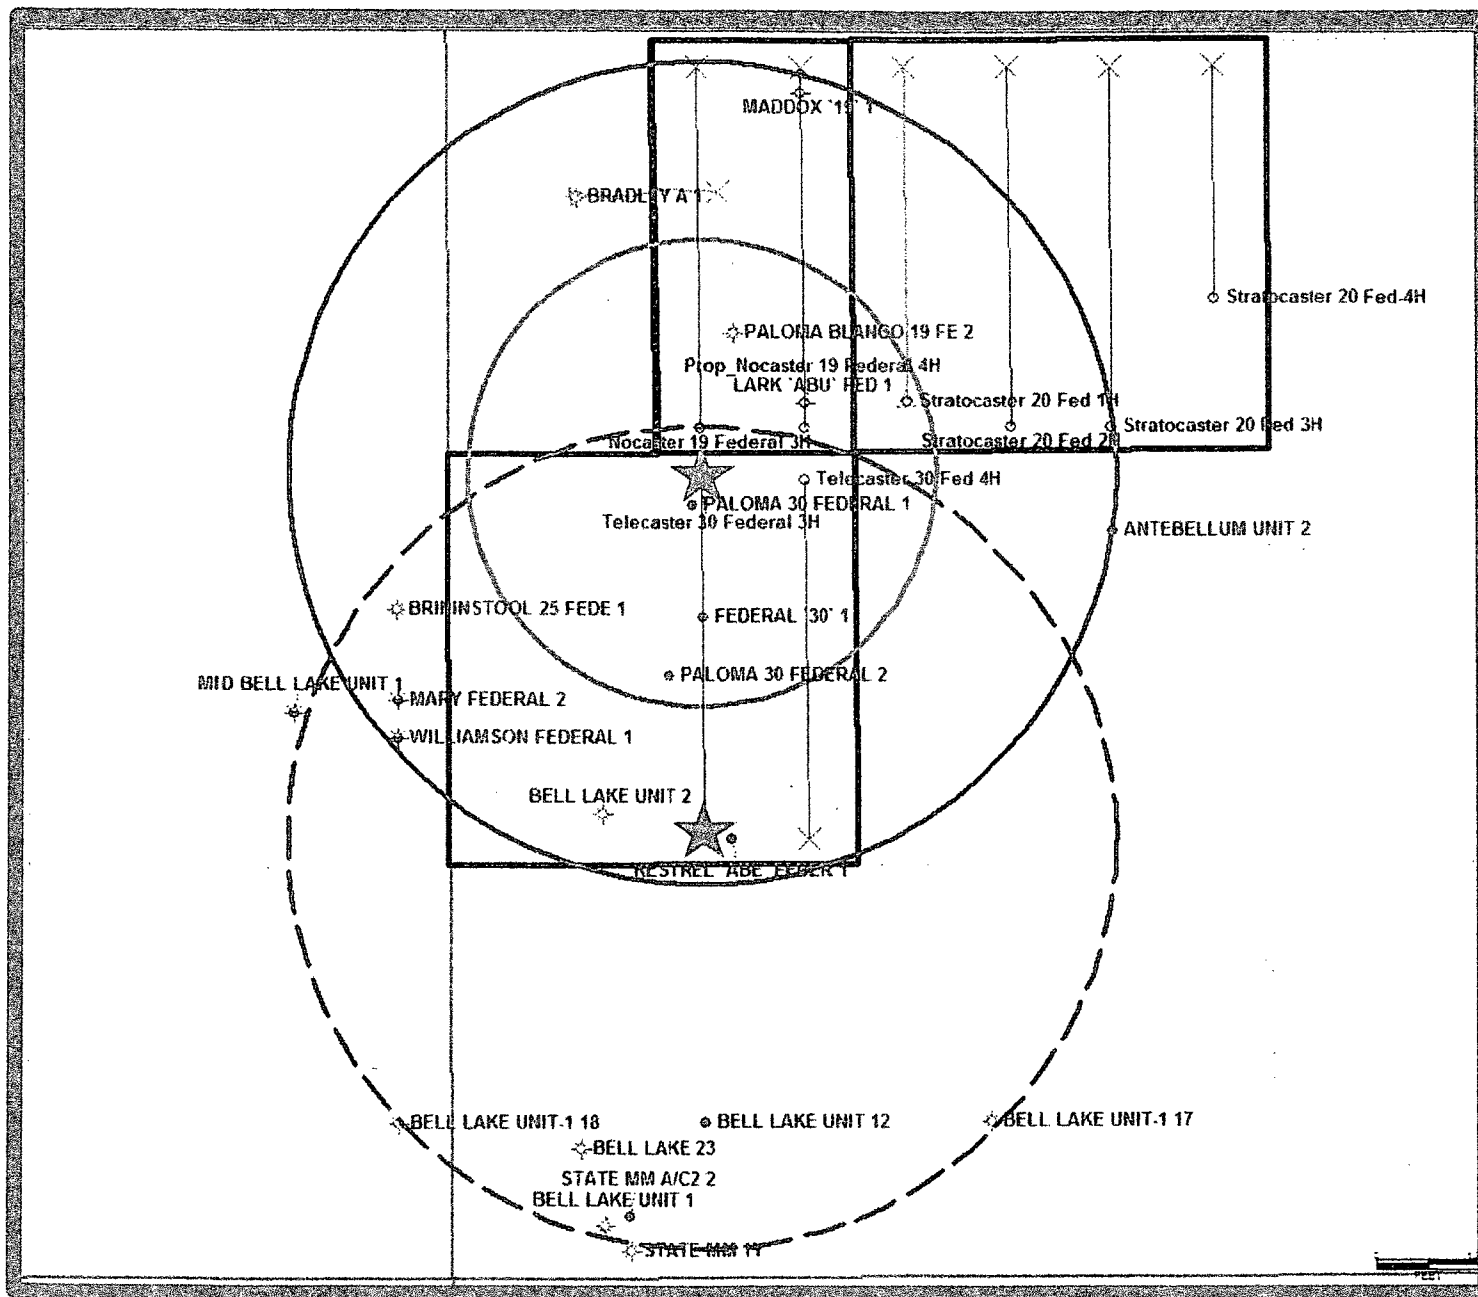 MADDOX '19' 1
BRADLEY A 1
Stratocaster 20 Fed-4H
PALOMA BLANCO 19 FE 2
Prop_Nocaster 19 Federal 4H
LARK 'ABU' FED 1
Stratocaster 20 Fed 1H
Stratocaster 20 Fed 3H
Nocaster 19 Federal 3H
Stratocaster 20 Fed 2H
Telecaster 30 Fed 4H
PALOMA 30 FEDERAL 1
Telecaster 30 Federal 3H
ANTEBELLUM UNIT 2
BRININSTOOL 25 FEDE 1
FEDERAL '30' 1
PALOMA 30 FEDERAL 2
MID BELL LAKE UNIT 1
MARY FEDERAL 2
WILLIAMSON FEDERAL 1
BELL LAKE UNIT 2
KESTREL 'ABE' FEDER 1
BELL LAKE UNIT-1 18
BELL LAKE UNIT 12
BELL LAKE UNIT-1 17
BELL LAKE 23
STATE MM A/C2 2
BELL LAKE UNIT 1
STATE MM 1Y
FEET